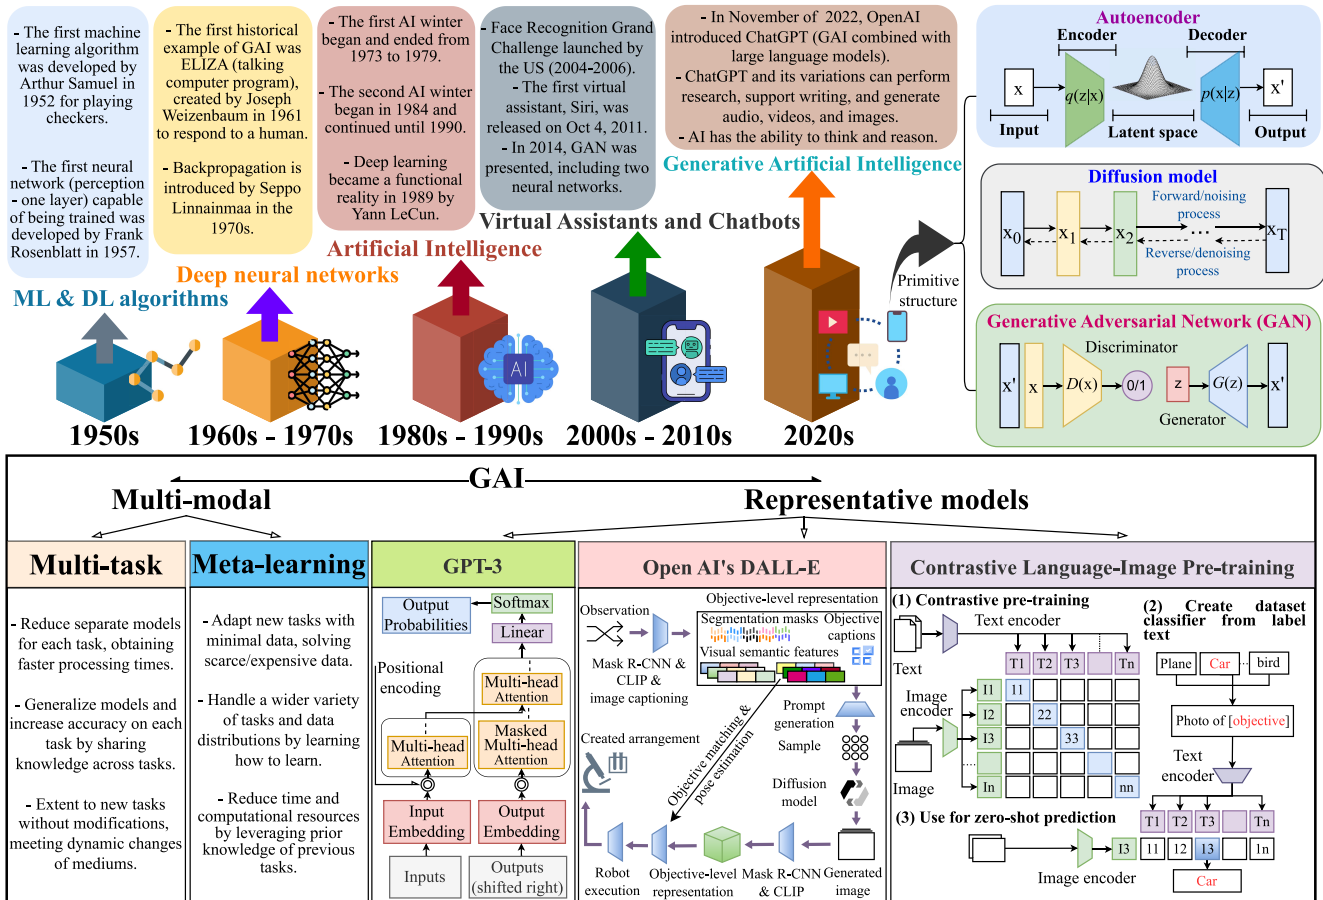 - The first machine
learning algorithm
was developed by
Arthur Samuel in
1952 for playing
checkers.
- The first neural
network (perception
- one layer) capable
of being trained was
developed by Frank
Rosenblatt in 1957.
ML & DL algorithms
1950s
- The first historical
example of GAI was
ELIZA (talking
computer program),
created by Joseph
Weizenbaum in 1961
to respond to a human.
- Backpropagation is
introduced by Seppo
Linnainmaa in the
1970s.
Deep neural networks
1960s - 1970s
- The first AI winter
began and ended from
1973 to 1979.
- The second AI winter
began in 1984 and
continued until 1990.
- Deep learning
became a functional
reality in 1989 by
Yann LeCun.
Artificial Intelligence
AI
1980s - 1990s
- Face Recognition Grand
Challenge launched by
the US (2004-2006).
- The first virtual
assistant, Siri, was
released on Oct 4, 2011.
- In 2014, GAN was
presented, including two
neural networks.
Virtual Assistants and Chatbots
2000s - 2010s
- In November of 2022, OpenAI
introduced ChatGPT (GAI combined with
large language models).
- ChatGPT and its variations can perform
research, support writing, and generate
audio, videos, and images.
- AI has the ability to think and reason.
Generative Artificial Intelligence
2020s
Primitive
structure
Autoencoder
Encoder
Decoder
x
q(z|x)
p(x|z)
x'
Input
Latent space
Output
Diffusion model
Forward/noising
process
x0
x1
x2
...
xT
Reverse/denoising
process
Generative Adversarial Network (GAN)
Discriminator
x'
x
D(x)
0/1
z
G(z)
x'
Generator
GAI
Multi-modal
Representative models
Multi-task
- Reduce separate models
for each task, obtaining
faster processing times.
- Generalize models and
increase accuracy on each
task by sharing
knowledge across tasks.
- Extent to new tasks
without modifications,
meeting dynamic changes
of mediums.
Meta-learning
- Adapt new tasks with
minimal data, solving
scarce/expensive data.
- Handle a wider variety
of tasks and data
distributions by learning
how to learn.
- Reduce time and
computational resources
by leveraging prior
knowledge of previous
tasks.
GPT-3
Output
Probabilities
Softmax
Linear
Positional
encoding
Multi-head
Attention
Multi-head
Attention
Masked
Multi-head
Attention
Input
Embedding
Output
Embedding
Inputs
Outputs
(shifted right)
Open AI's DALL-E
Observation
Mask R-CNN &
CLIP &
image captioning
Objective-level representation
Segmentation masks
Objective
captions
Visual semantic features
Prompt
generation
Sample
Diffusion
model
Created arrangement
Objective matching &
pose estimation
Robot
execution
Objective-level
representation
Mask R-CNN
& CLIP
Generated
image
Contrastive Language-Image Pre-training
(1) Contrastive pre-training
Text encoder
Text
T1
T2
T3
Tn
Image
encoder
Image
I1
11
I2
22
I3
33
In
nn
(2) Create dataset
classifier from label
text
Plane
Car
bird
Photo of [objective]
Text
encoder
(3) Use for zero-shot prediction
T1
T2
T3
Tn
I3
11
12
13
1n
Image encoder
Car